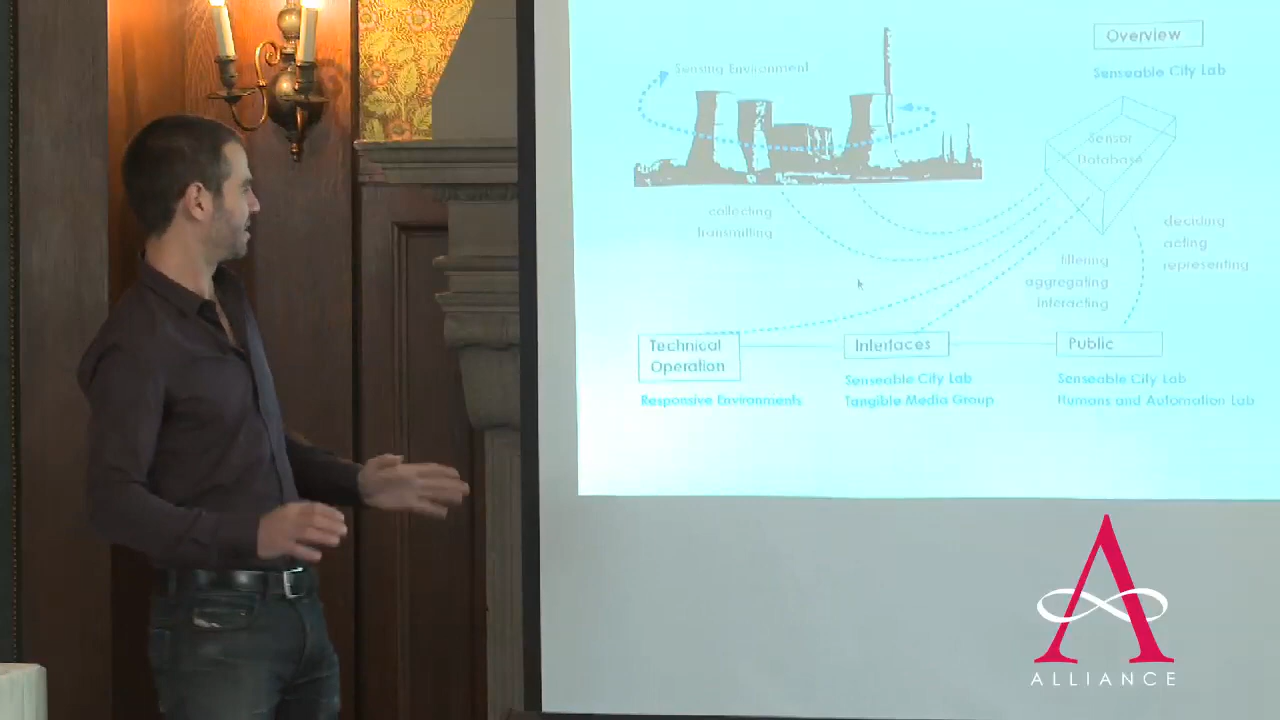 Overview
Senseable City Lab
Sensing Environment
Sensor
Database
collecting
transmitting
deciding
acting
representing
filtering
aggregating
interacting
Technical
Operation
Responsive Environments
Interfaces
Senseable City Lab
Tangible Media Group
Public
Senseable City Lab
Humans and Automation Lab
A
ALLIANCE